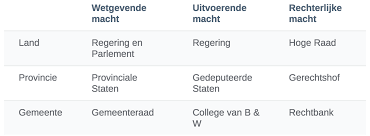 Wetgevende macht Uitvoerende macht Rechterlijke macht
Land Regering en Parlement Regering Hoge Raad
Provincie Provinciale Staten Gedeputeerde Staten Gerechtshof
Gemeente Gemeenteraad College van B & W Rechtbank